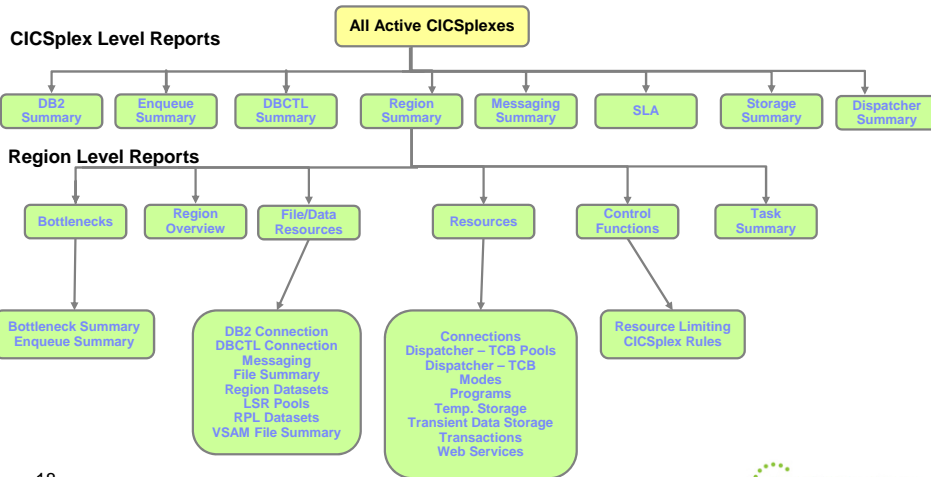 All Active CICSplexes
CICSplex Level Reports
DB2
Summary
Enqueue
Summary
DBCTL
Summary
Region
Summary
Messaging
Summary
SLA
Storage
Summary
Dispatcher
Summary
Region Level Reports
Bottlenecks
Region
Overview
File/Data
Resources
Resources
Control
Functions
Task
Summary
Bottleneck Summary
Enqueue Summary
DB2 Connection
DBCTL Connection
Messaging
File Summary
Region Datasets
LSR Pools
RPL Datasets
VSAM File Summary
Connections
Dispatcher – TCB Pools
Dispatcher – TCB
Modes
Programs
Temp. Storage
Transient Data Storage
Transactions
Web Services
Resource Limiting
CICSplex Rules